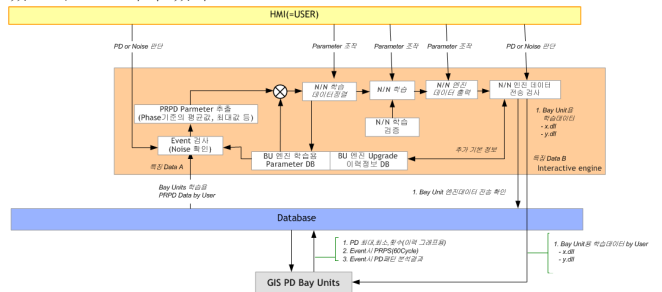 HMI(=USER)
PD or Noise 판단
Parameter 조작
Parameter 조작
Parameter 조작
PD or Noise 판단
N/N 학습
데이터정렬
N/N 학습
N/N 엔진
데이터 출력
N/N 엔진 데이터
전송 검사
PRPD Parmeter 추출
(Phase기준의 평균값, 최대값 등)
N/N 학습
검증
1. Bay Unit용
학습데이터
- x.dll
- y.dll
Event 검사
(Noise 확인)
BU 엔진 학습용
Parameter DB
BU 엔진 Upgrade
이력정보 DB
추가 기본 정보
특징 Data A
특징 Data B
Interactive engine
Bay Units 학습용
PRPD Data by User
1. Bay Unit 엔진데이터 전송 확인
Database
1. PD 최대,최소,횟수(이력 그래프용)
2. Event시 PRPS(60Cycle)
3. Event시 PD패턴 분석결과
1. Bay Unit용 학습데이터 by User
- x.dll
- y.dll
GIS PD Bay Units